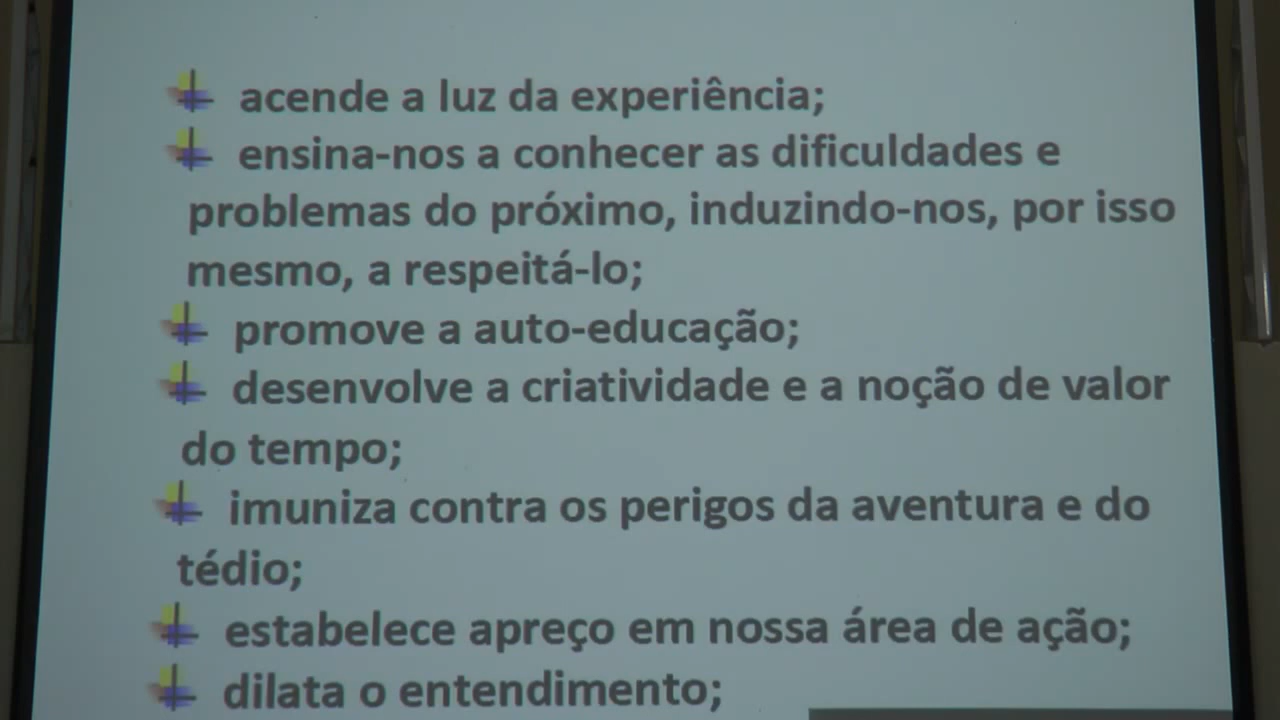 acende a luz da experiência;
ensina-nos a conhecer as dificuldades e
problemas do próximo, induzindo-nos, por isso
mesmo, a respeitá-lo;
promove a auto-educação;
desenvolve a criatividade e a noção de valor
do tempo;
imuniza contra os perigos da aventura e do
tédio;
estabelece apreço em nossa área de ação;
dilata o entendimento;